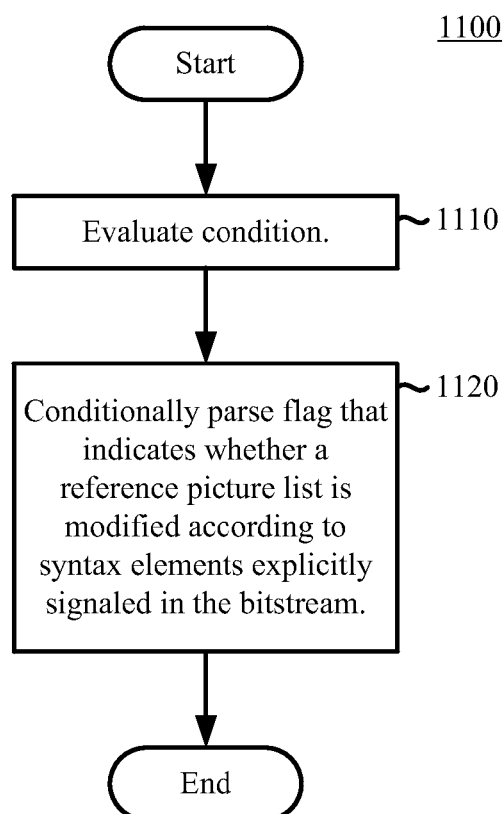 1100
Start
Evaluate condition.
1110
Conditionally parse flag that
indicates whether a
reference picture list is
modified according to
syntax elements explicitly
signaled in the bitstream.
1120
End